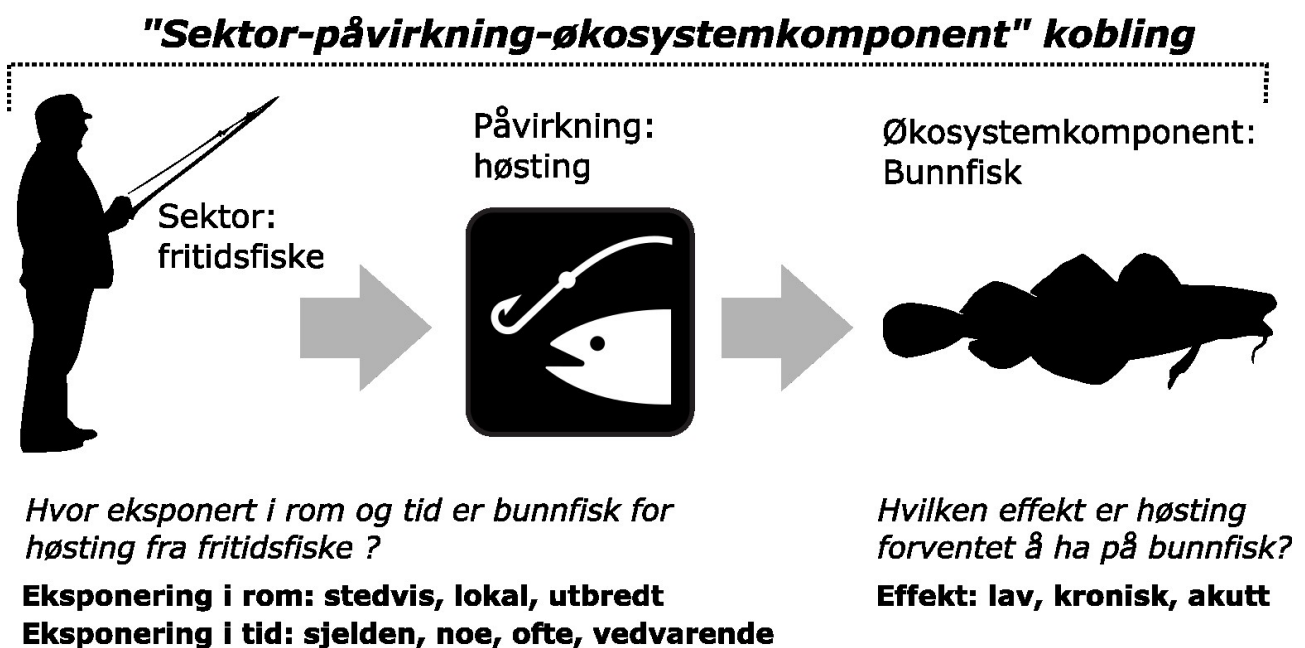 "Sektor-påvirkning-økosystemkomponent" kobling
Sektor:
fritidsfiske
Påvirkning:
høsting
Økosystemkomponent:
Bunnfisk
Hvor eksponert i rom og tid er bunnfisk for
høsting fra fritidsfiske ?
Eksponering i rom: stedvis, lokal, utbredt
Eksponering i tid: sjelden, noe, ofte, vedvarende
Hvilken effekt er høsting
forventet å ha på bunnfisk?
Effekt: lav, kronisk, akutt